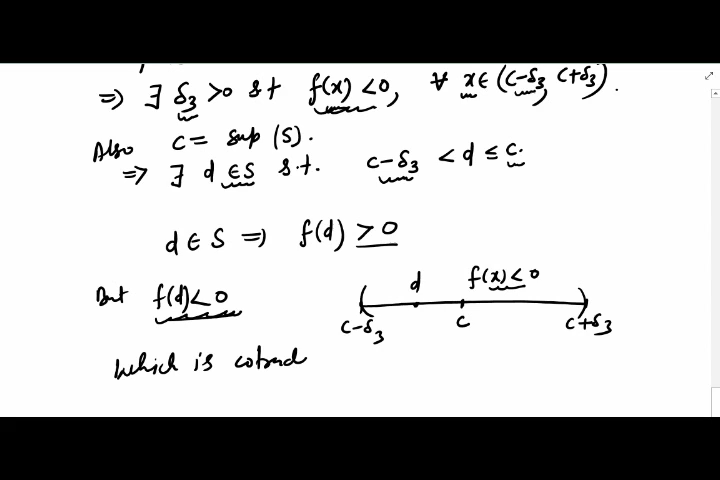 => ∃ δ₃ > 0 s t f(x) < 0, ∀ x ∈ (c-δ₃, c+δ₃).
Also c = sup (S).
=> ∃ d ∈ S s.t. c-δ₃ < d ≤ c.
d ∈ S => f(d) > 0
But f(d) < 0
d f(x) < 0
c-δ₃ c c+δ₃
which is cotrad